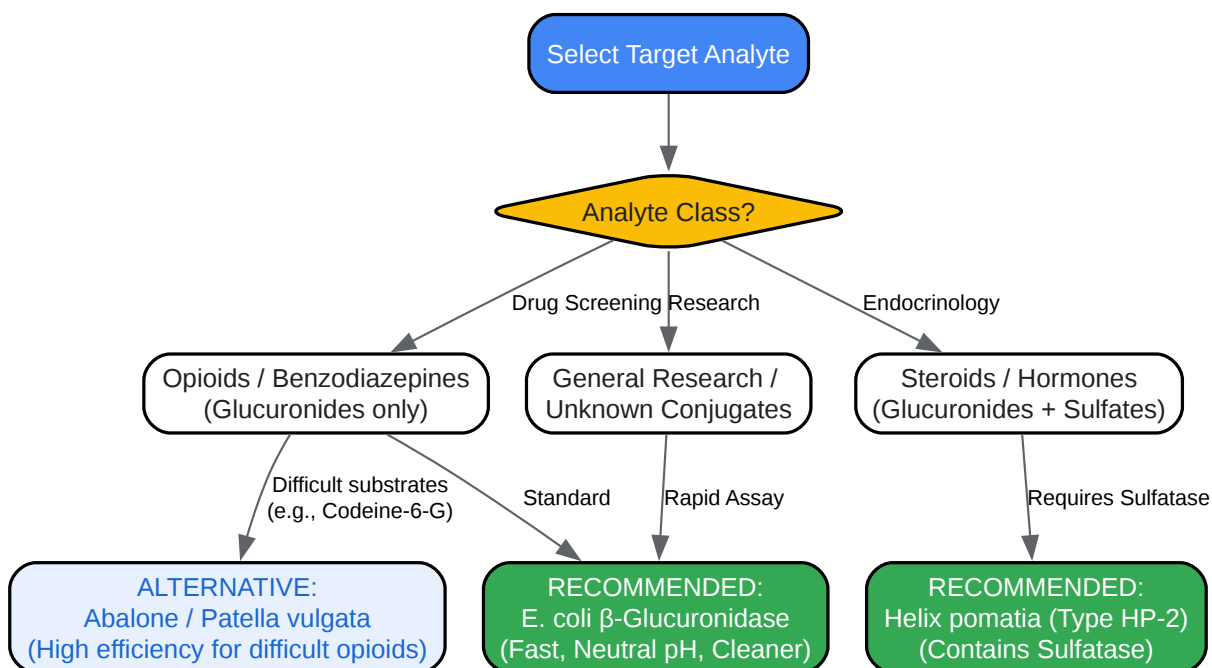 Select Target Analyte
Analyte Class?
Drug Screening
Research
Endocrinology
Opioids / Benzodiazepines
(Glucuronides only)
General Research /
Unknown Conjugates
Steroids / Hormones
(Glucuronides + Sulfates)
Difficult substrates
(e.g., Codeine-6-G)
Standard
Rapid Assay
Requires Sulfatase
ALTERNATIVE:
Abalone / Patella vulgata
(High efficiency for difficult opioids)
RECOMMENDED:
E. coli β-Glucuronidase
(Fast, Neutral pH, Cleaner)
RECOMMENDED:
Helix pomatia (Type HP-2)
(Contains Sulfatase)